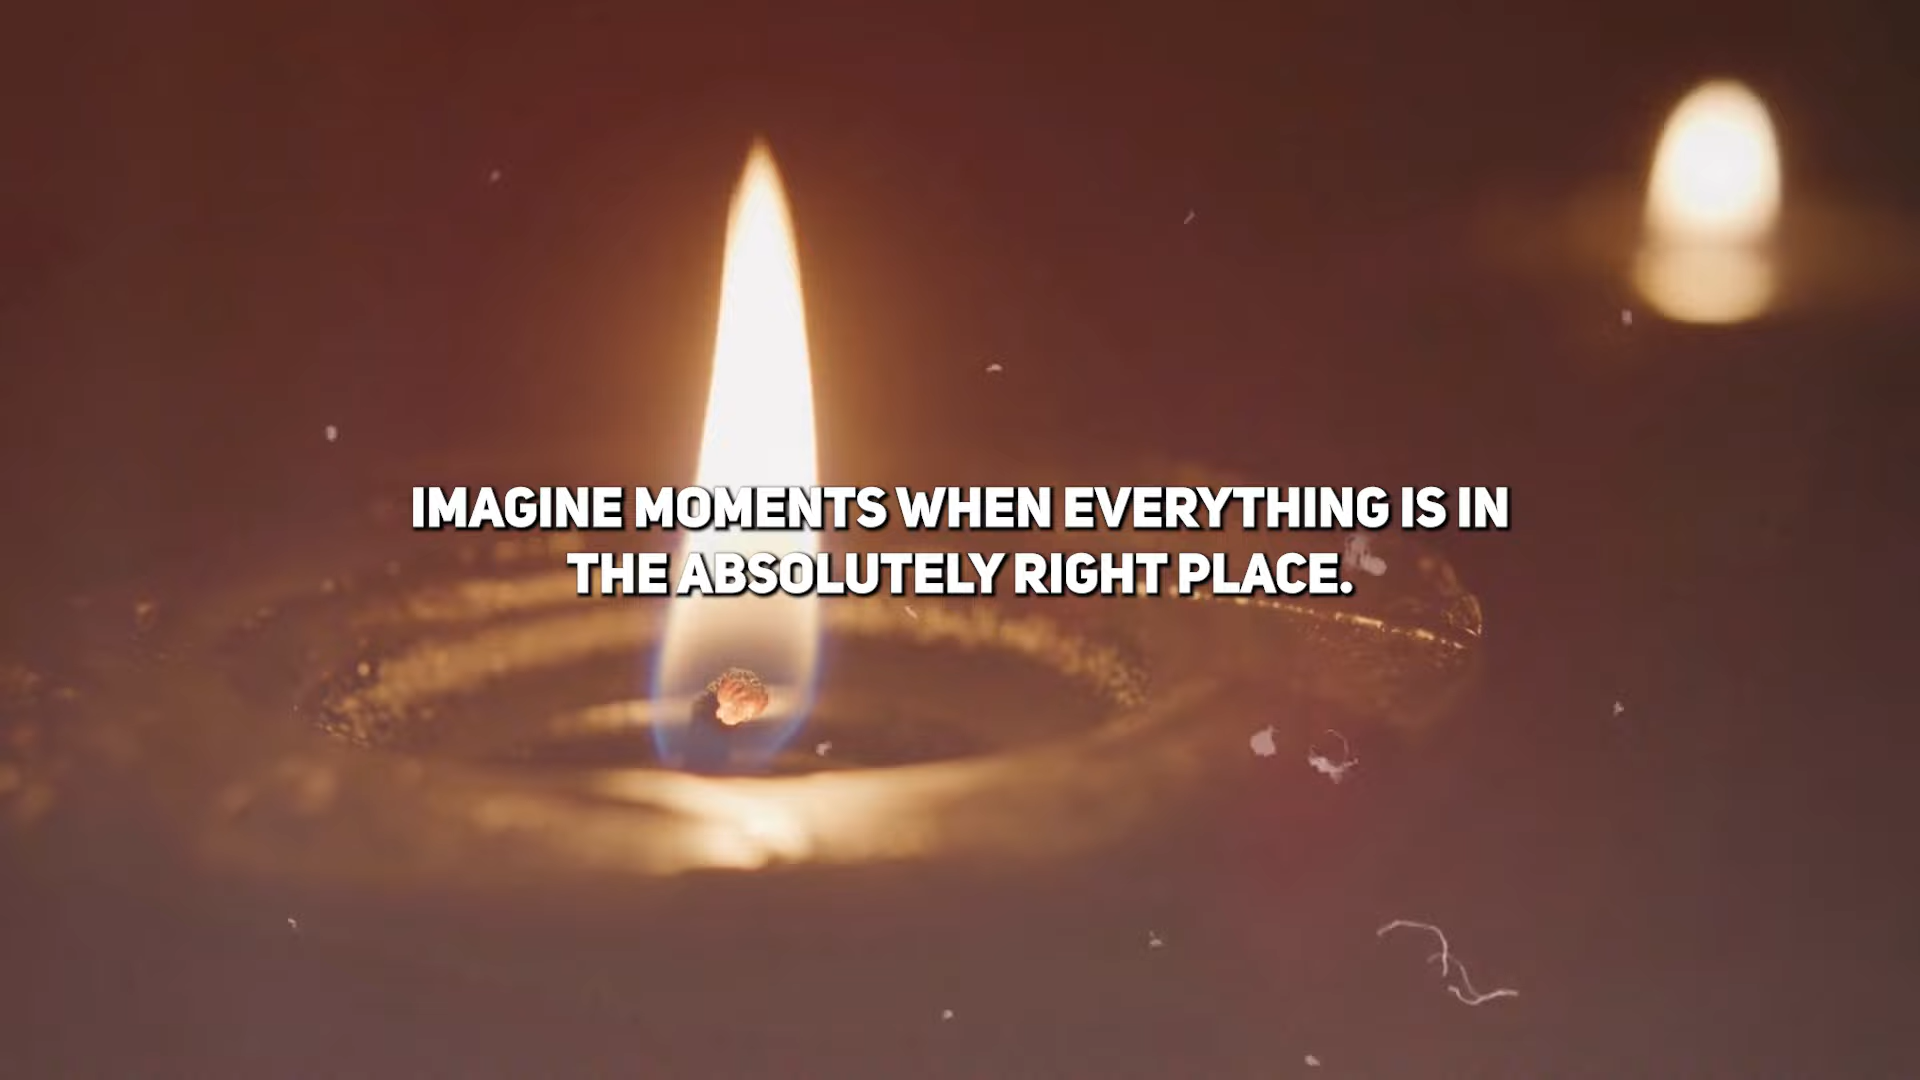 IMAGINE MOMENTS WHEN EVERYTHING IS IN
THE ABSOLUTELY RIGHT PLACE.